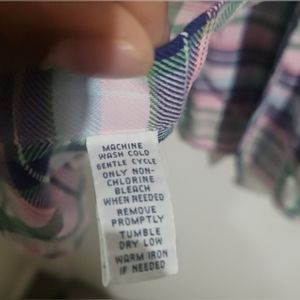 MACHINE
WASH COLD
GENTLE CYCLE
ONLY NON-
CHLORINE
BLEACH
WHEN NEEDED
REMOVE
PROMPTLY
TUMBLE
DRY LOW
WARM IRON
IF NEEDED